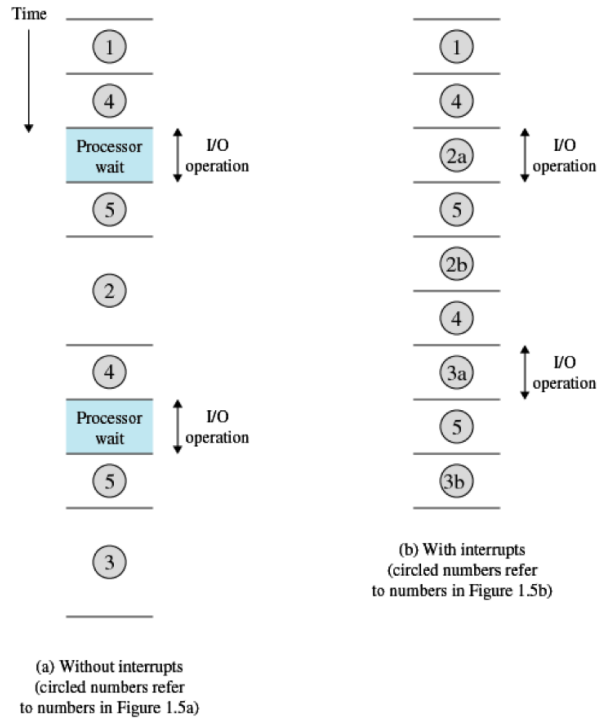 Time
1
4
Processor
wait
I/O
operation
5
2
4
Processor
wait
I/O
operation
5
3
(a) Without interrupts
(circled numbers refer
to numbers in Figure 1.5a)
1
4
2a
I/O
operation
5
2b
4
3a
I/O
operation
5
3b
(b) With interrupts
(circled numbers refer
to numbers in Figure 1.5b)